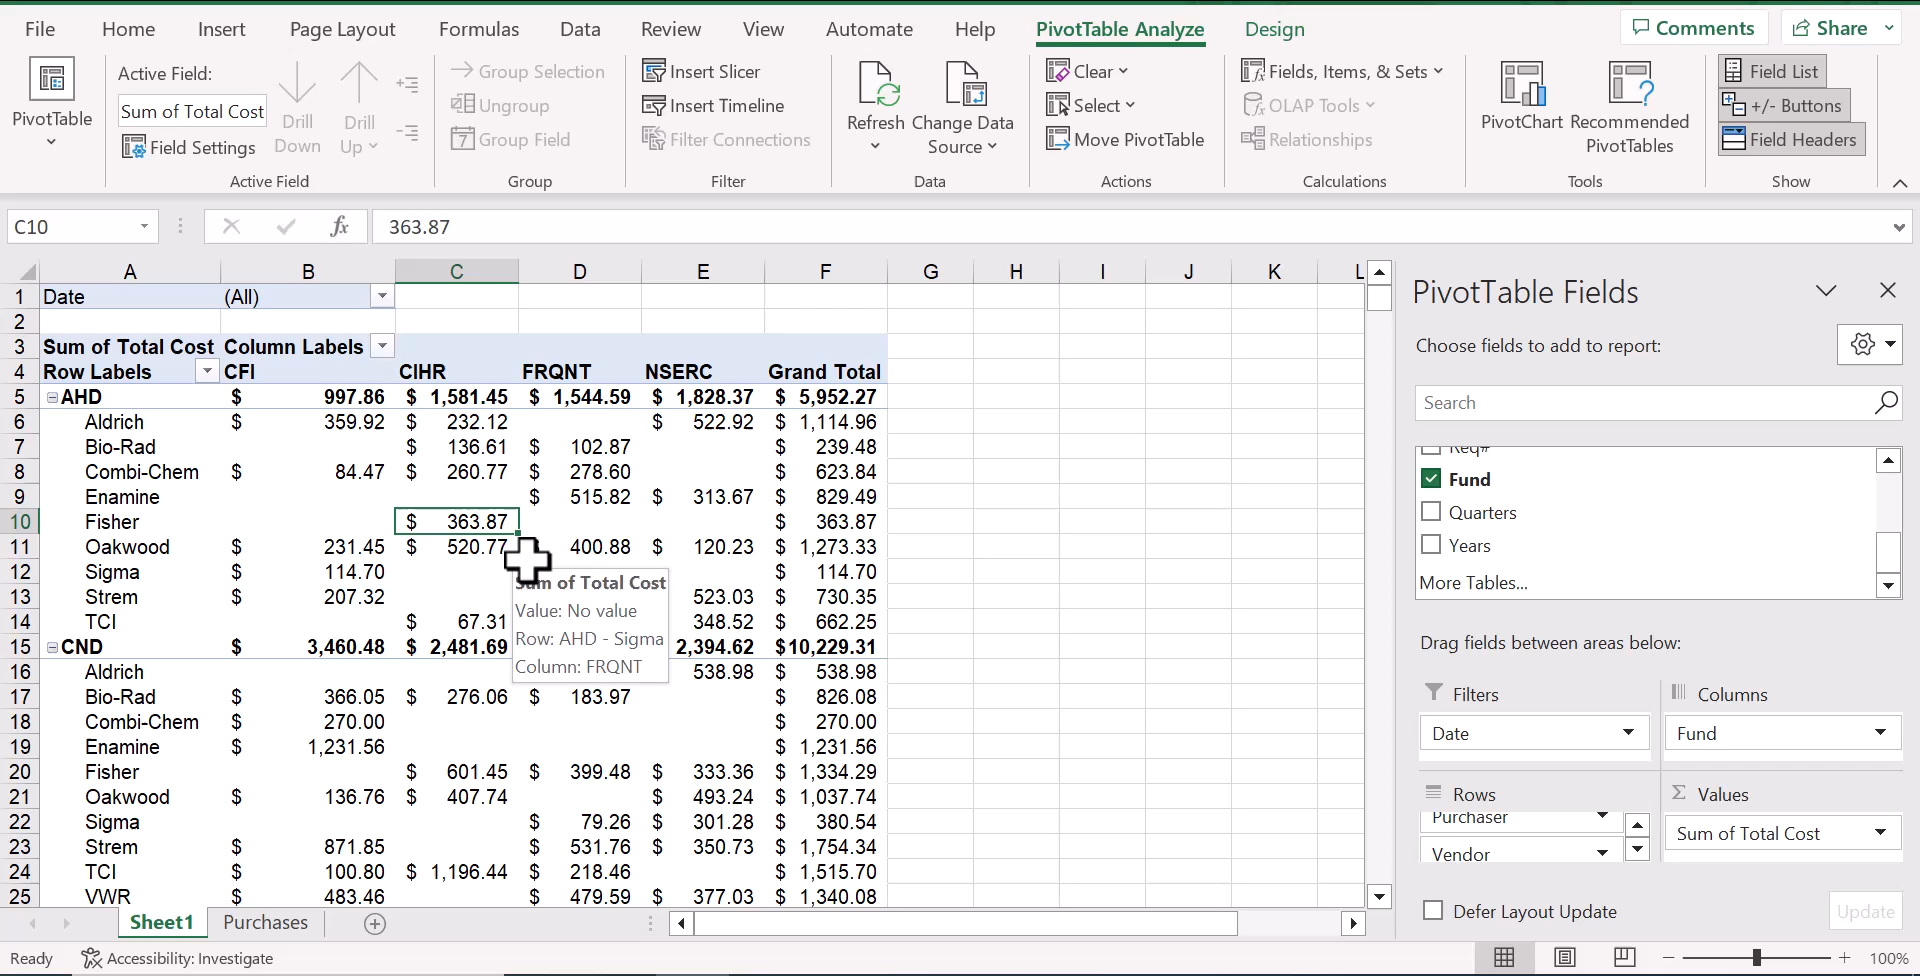 File Home Insert Page Layout Formulas Data Review View Automate Help PivotTable Analyze Design Comments Share
PivotTable
Active Field:
Sum of Total Cost
Field Settings
Drill Down
Drill Up
Active Field
Group Selection
Ungroup
Group Field
Group
Insert Slicer
Insert Timeline
Filter Connections
Filter
Refresh
Change Data Source
Data
Clear
Select
Move PivotTable
Actions
Fields, Items, & Sets
OLAP Tools
Relationships
Calculations
PivotChart
Recommended PivotTables
Tools
Field List
+/- Buttons
Field Headers
Show
C10 fx 363.87
A B C D E F G H I J K L
1 Date (All)
2
3 Sum of Total Cost Column Labels
4 Row Labels CFI CIHR FRQNT NSERC Grand Total
5 AHD $ 997.86 $ 1,581.45 $ 1,544.59 $ 1,828.37 $ 5,952.27
6 Aldrich $ 359.92 $ 232.12 $ 522.92 $ 1,114.96
7 Bio-Rad $ 136.61 $ 102.87 $ 239.48
8 Combi-Chem $ 84.47 $ 260.77 $ 278.60 $ 623.84
9 Enamine $ 515.82 $ 313.67 $ 829.49
10 Fisher $ 363.87 $ 363.87
11 Oakwood $ 231.45 $ 520.77 400.88 $ 120.23 $ 1,273.33
12 Sigma $ 114.70 $ 114.70
13 Strem $ 207.32 523.03 $ 730.35
14 TCI $ 67.31 348.52 $ 662.25
15 CND $ 3,460.48 $ 2,481.69 2,394.62 $10,229.31
16 Aldrich 538.98 $ 538.98
17 Bio-Rad $ 366.05 $ 276.06 $ 183.97 $ 826.08
18 Combi-Chem $ 270.00 $ 270.00
19 Enamine $ 1,231.56 $ 1,231.56
20 Fisher $ 601.45 $ 399.48 $ 333.36 $ 1,334.29
21 Oakwood $ 136.76 $ 407.74 $ 493.24 $ 1,037.74
22 Sigma $ 79.26 $ 301.28 $ 380.54
23 Strem $ 871.85 $ 531.76 $ 350.73 $ 1,754.34
24 TCI $ 100.80 $ 1,196.44 $ 218.46 $ 1,515.70
25 VWR $ 483.46 $ 479.59 $ 377.03 $ 1,340.08
Sum of Total Cost
Value: No value
Row: AHD - Sigma
Column: FRQNT
PivotTable Fields
Choose fields to add to report:
Search
Req#
Fund
Quarters
Years
More Tables...
Drag fields between areas below:
Filters
Date
Columns
Fund
Rows
Purchaser
Vendor
Σ Values
Sum of Total Cost
Defer Layout Update Update
Sheet1 Purchases
Ready Accessibility: Investigate 100%